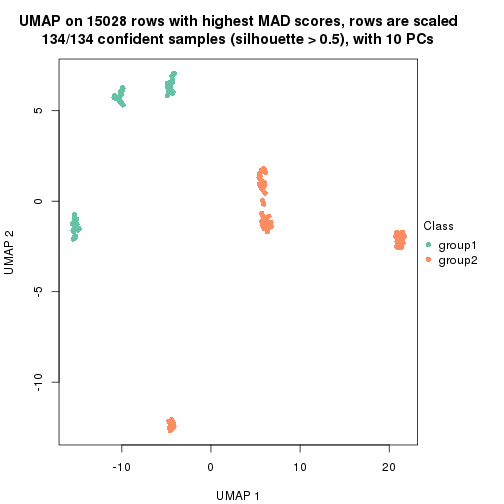 UMAP on 15028 rows with highest MAD scores, rows are scaled
134/134 confident samples (silhouette > 0.5), with 10 PCs
5
0
-5
-10
UMAP 2
-10 0 10 20
UMAP 1
Class
group1
group2